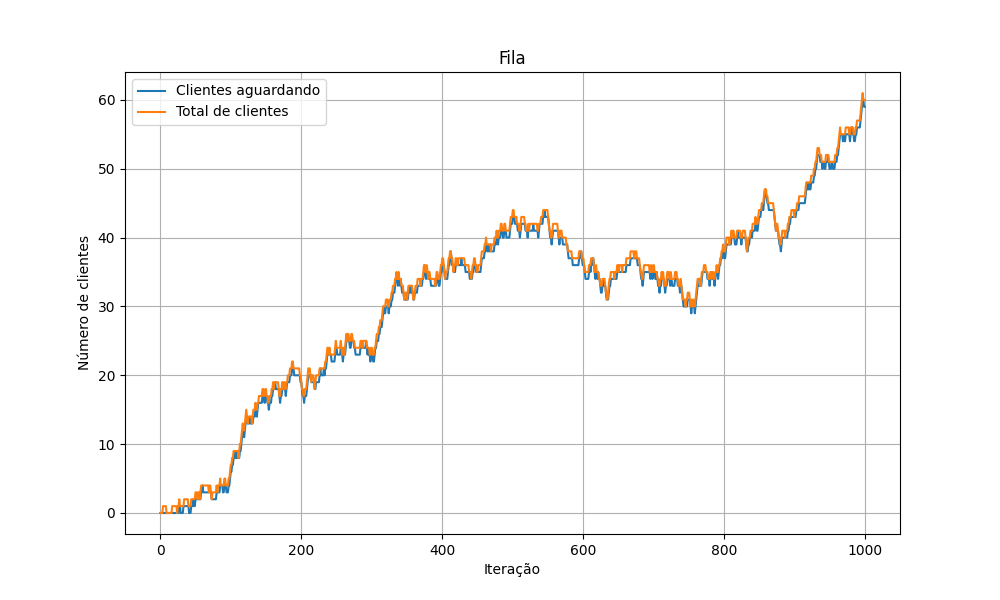 Fila
Clientes aguardando
Total de clientes
60
50
40
30
20
10
0
Número de clientes
0 200 400 600 800 1000
Iteração